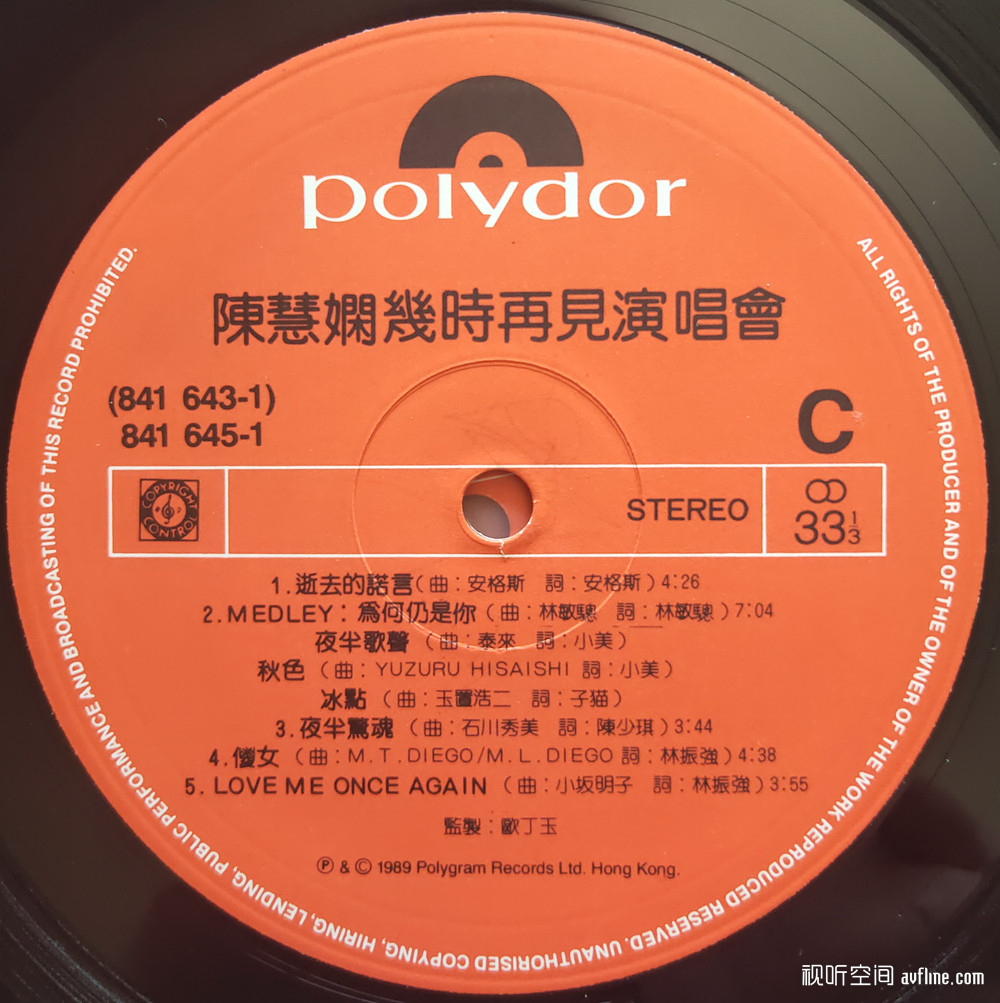 polydor
陳慧嫻幾時再見演唱會
(841 643-1)
841 645-1
C
COPYRIGHT CONTROL
STEREO
33 1/3
1.逝去的諾言(曲:安格斯 詞:安格斯)4:26
2.MEDLEY:為何仍是你(曲:林敏驄 詞:林敏驄)7:04
夜半歌聲(曲:泰來 詞:小美)
秋色(曲:YUZURU HISAISHI 詞:小美)
冰點(曲:玉置浩二 詞:子猫)
3.夜半驚魂(曲:石川秀美 詞:陳少琪)3:44
4.傻女(曲:M.T.DIEGO/M.L.DIEGO 詞:林振強)4:38
5.LOVE ME ONCE AGAIN(曲:小坂明子 詞:林振強)3:55
監製:歐丁玉
Ⓟ & © 1989 Polygram Records Ltd. Hong Kong.
ALL RIGHTS OF THE PRODUCER AND OF THE OWNER OF THE WORK REPRODUCED RESERVED. UNAUTHORISED COPYING, HIRING, LENDING, PUBLIC PERFORMANCE AND BROADCASTING OF THIS RECORD PROHIBITED.
视听空间 avfline.com